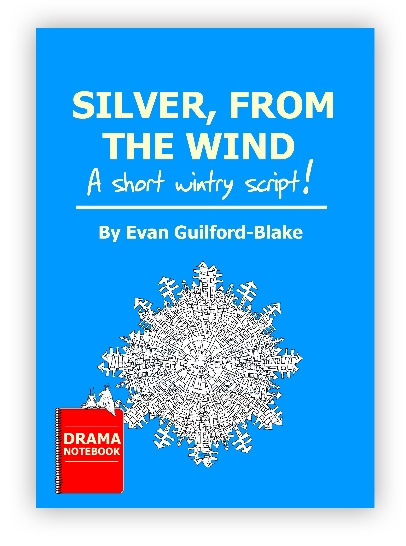 SILVER, FROM
THE WIND
A short wintry script!
By Evan Guilford-Blake
DRAMA
NOTEBOOK